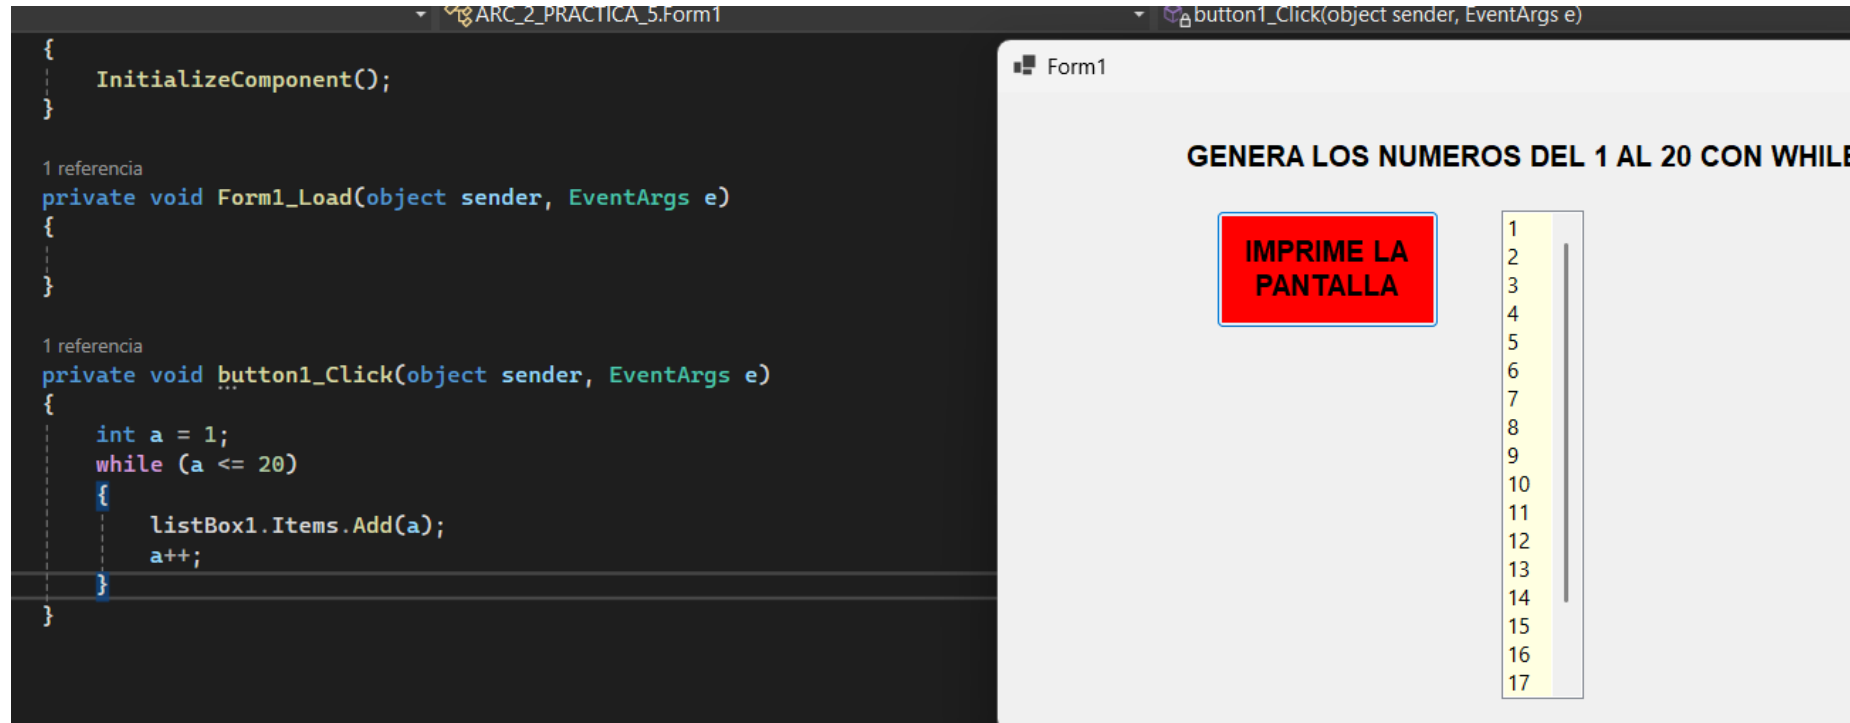 ARC_2_PRACTICA_5.Form1
button1_Click(object sender, EventArgs e)
{
InitializeComponent();
}
1 referencia
private void Form1_Load(object sender, EventArgs e)
{
}
1 referencia
private void button1_Click(object sender, EventArgs e)
{
int a = 1;
while (a <= 20)
{
listBox1.Items.Add(a);
a++;
}
}
Form1
GENERA LOS NUMEROS DEL 1 AL 20 CON WHILE
IMPRIME LA
PANTALLA
1
2
3
4
5
6
7
8
9
10
11
12
13
14
15
16
17